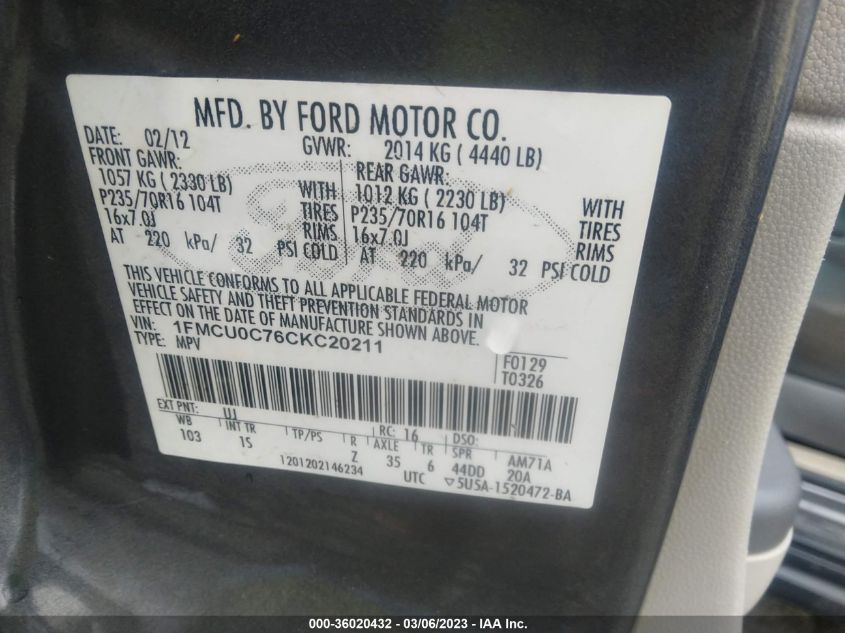 MFD. BY FORD MOTOR CO.
DATE: 02/12 GVWR: 2014 KG ( 4440 LB)
FRONT GAWR: REAR GAWR:
1057 KG ( 2330 LB) WITH 1012 KG ( 2230 LB) WITH
P235/70R16 104T TIRES P235/70R16 104T TIRES
16x7.0J RIMS 16x7.0J RIMS
AT 220 kPa/ 32 PSI COLD AT 220 kPa/ 32 PSI COLD
Ford
THIS VEHICLE CONFORMS TO ALL APPLICABLE FEDERAL MOTOR
VEHICLE SAFETY AND THEFT PREVENTION STANDARDS IN
EFFECT ON THE DATE OF MANUFACTURE SHOWN ABOVE.
VIN: 1FMCU0C76CKC20211
TYPE: MPV
F0129
T0326
EXT PNT: UJ RC: 16 DSO:
WB INT TR TP/PS R AXLE TR SPR AM71A
103 1S Z 35 6 44DD 20A
1201202146234 UTC ▽5U5A-1520472-BA
000-36020432 - 03/06/2023 - IAAI.COM